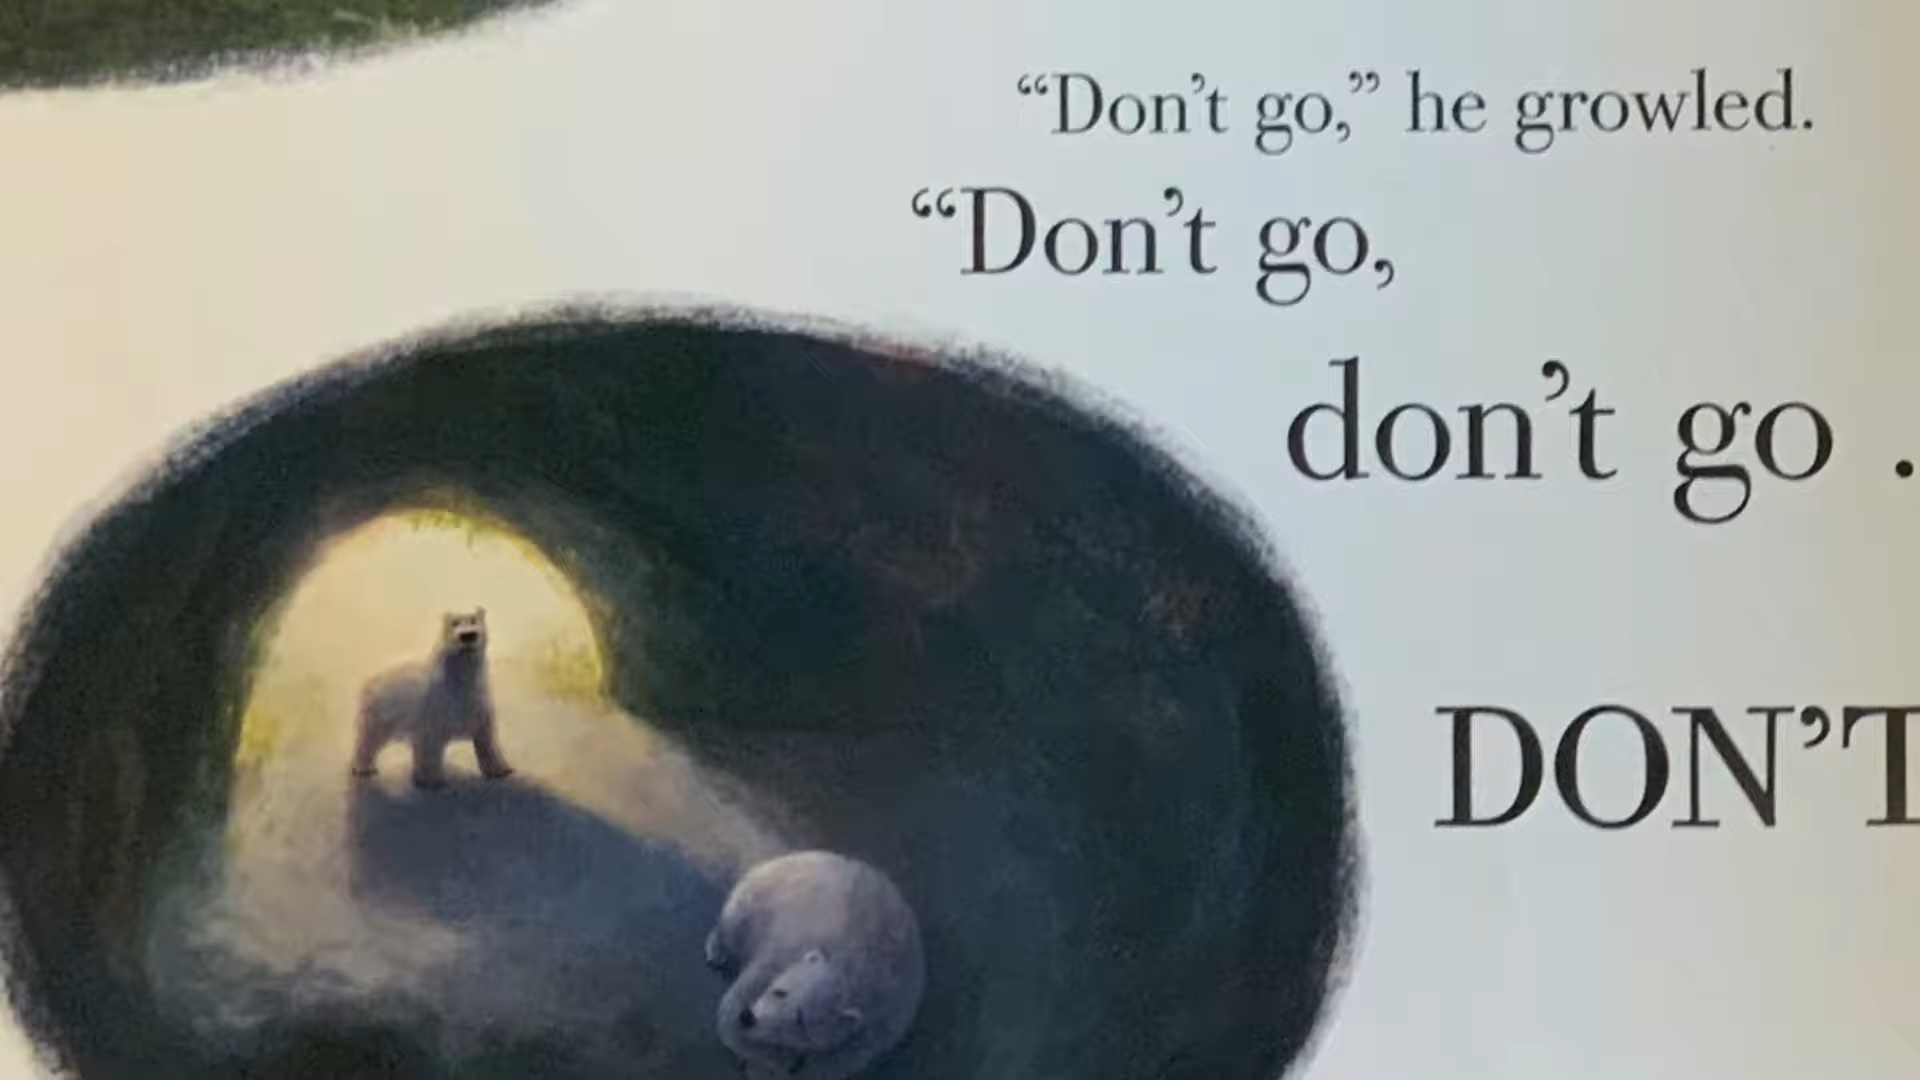 “Don’t go,” he growled.
“Don’t go,
don’t go .
DON’T